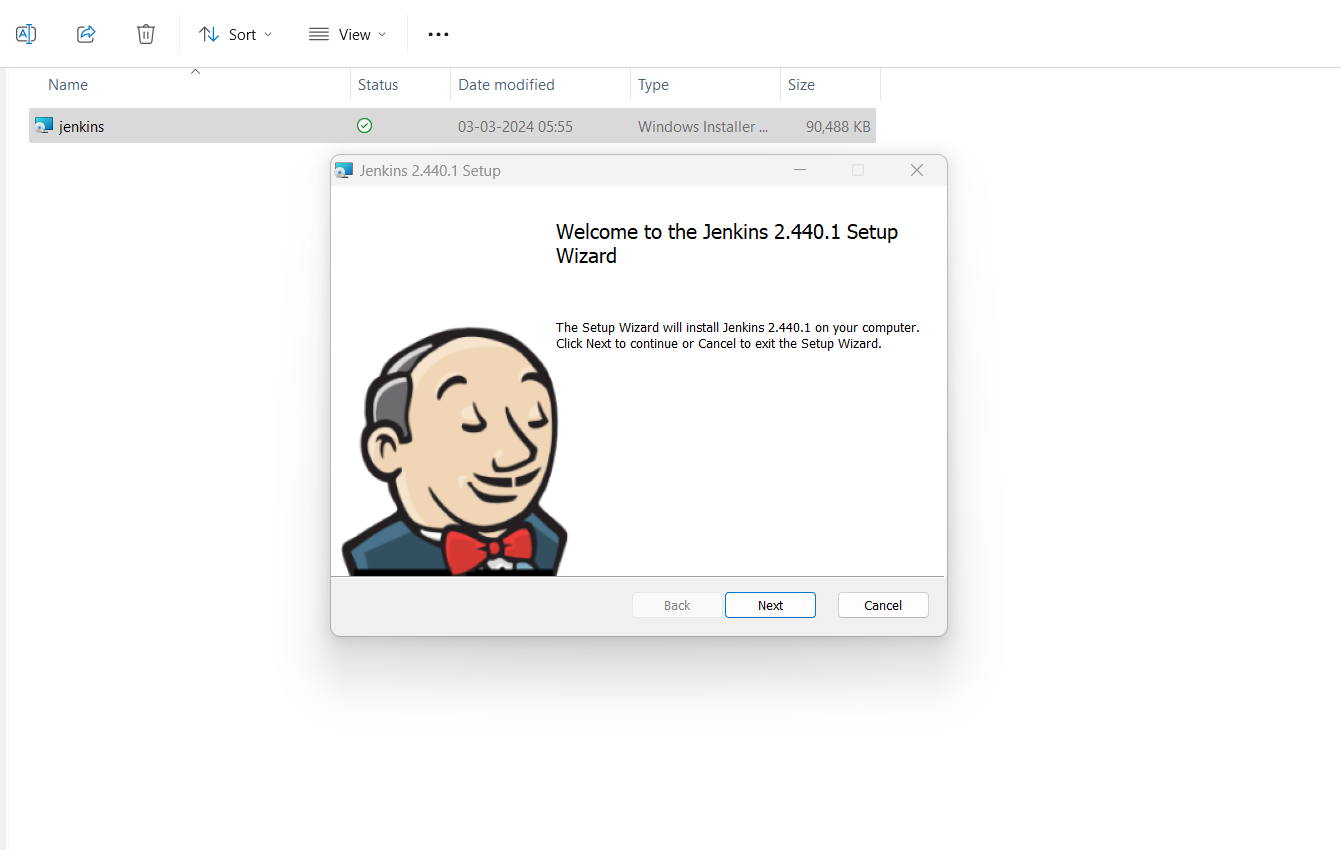 Sort View
Name Status Date modified Type Size
jenkins 03-03-2024 05:55 Windows Installer ... 90,488 KB
Jenkins 2.440.1 Setup
Welcome to the Jenkins 2.440.1 Setup
Wizard
The Setup Wizard will install Jenkins 2.440.1 on your computer.
Click Next to continue or Cancel to exit the Setup Wizard.
Back Next Cancel